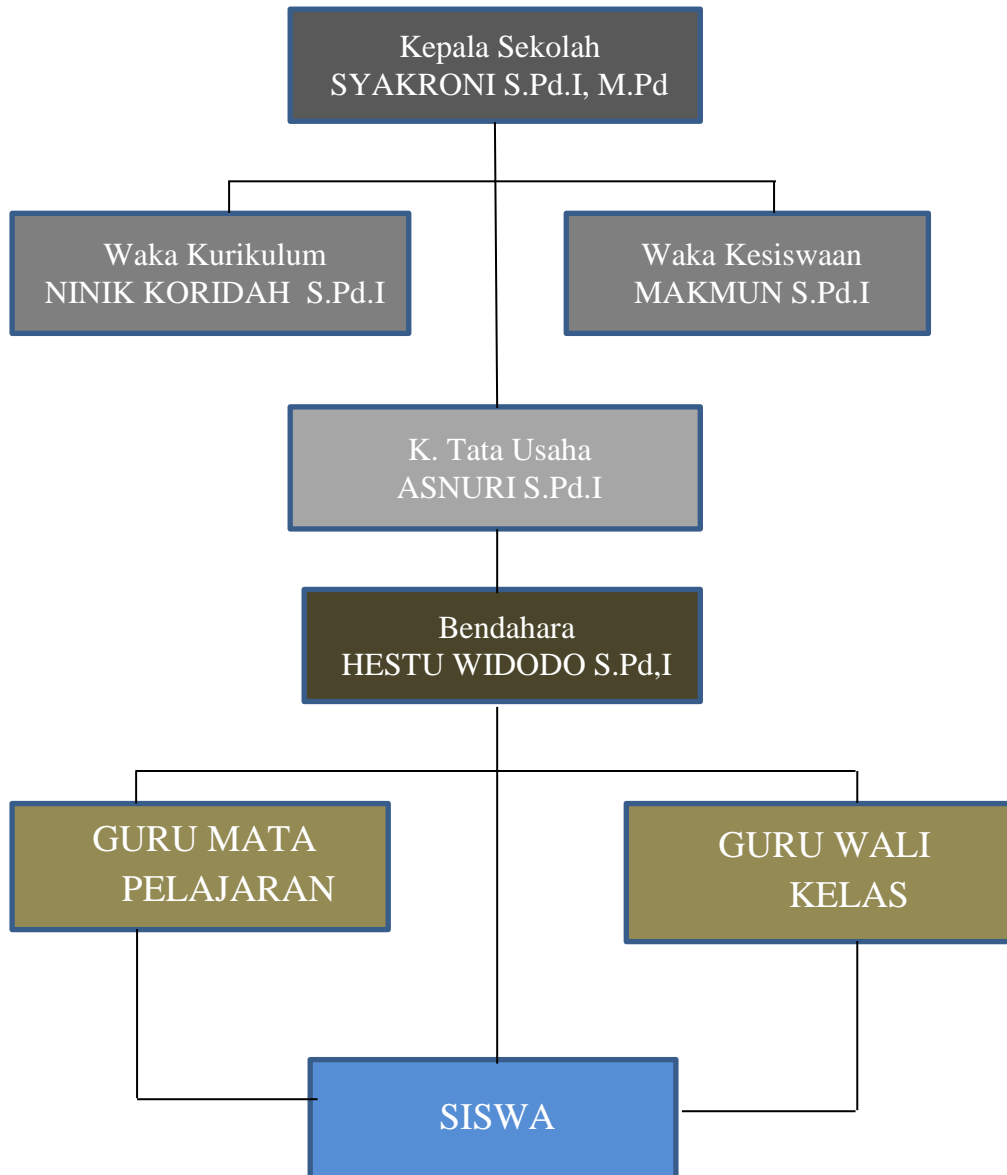 Kepala Sekolah
SYAKRONI S.Pd.I, M.Pd
Waka Kurikulum
NINIK KORIDAH  S.Pd.I
Waka Kesiswaan
MAKMUN S.Pd.I
K. Tata Usaha
ASNURI S.Pd.I
Bendahara
HESTU WIDODO S.Pd,I
GURU MATA
PELAJARAN
GURU WALI
KELAS
SISWA